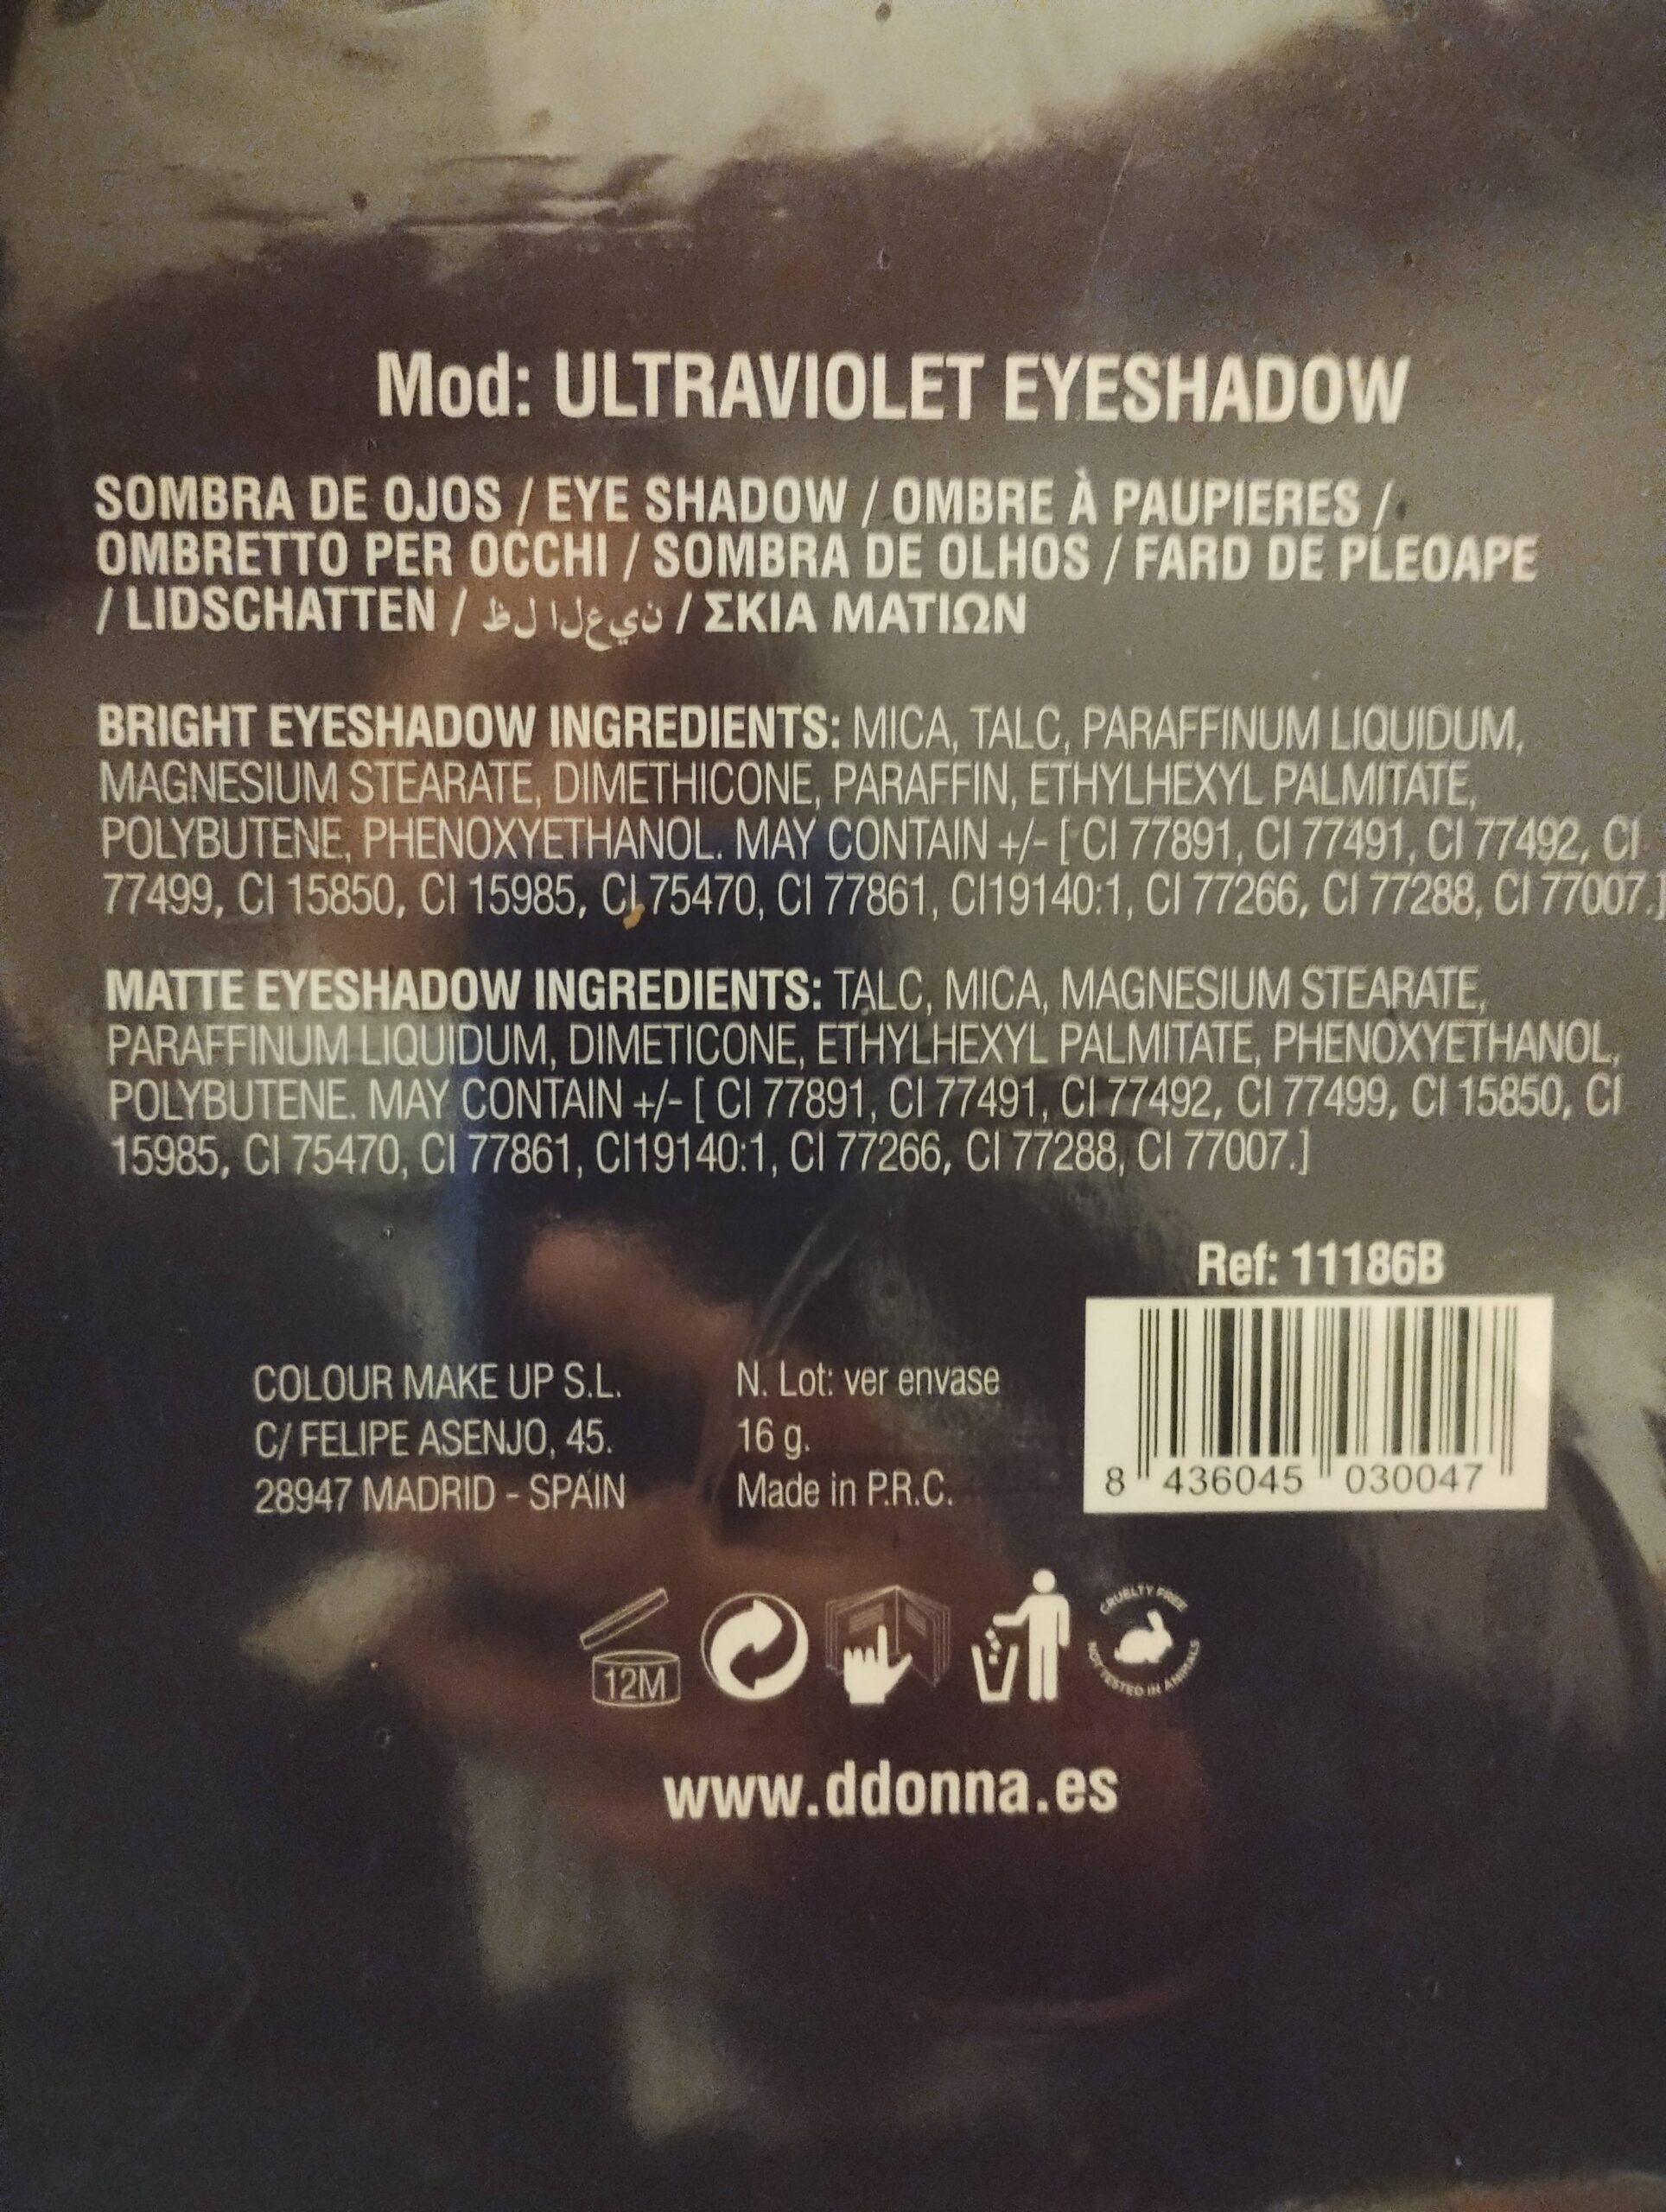 Mod: ULTRAVIOLET EYESHADOW
SOMBRA DE OJOS / EYE SHADOW / OMBRE À PAUPIERES /
OMBRETTO PER OCCHI / SOMBRA DE OLHOS / FARD DE PLEOAPE
/ LIDSCHATTEN / ظل العين / ΣΚΙΑ ΜΑΤΙΩΝ
BRIGHT EYESHADOW INGREDIENTS: MICA, TALC, PARAFFINUM LIQUIDUM,
MAGNESIUM STEARATE, DIMETHICONE, PARAFFIN, ETHYLHEXYL PALMITATE,
POLYBUTENE, PHENOXYETHANOL. MAY CONTAIN +/- [ CI 77891, CI 77491, CI 77492, CI
77499, CI 15850, CI 15985, CI 75470, CI 77861, CI19140:1, CI 77266, CI 77288, CI 77007.]
MATTE EYESHADOW INGREDIENTS: TALC, MICA, MAGNESIUM STEARATE,
PARAFFINUM LIQUIDUM, DIMETICONE, ETHYLHEXYL PALMITATE, PHENOXYETHANOL,
POLYBUTENE. MAY CONTAIN +/- [ CI 77891, CI 77491, CI 77492, CI 77499, CI 15850, CI
15985, CI 75470, CI 77861, CI19140:1, CI 77266, CI 77288, CI 77007.]
Ref: 11186B
COLOUR MAKE UP S.L.
C/ FELIPE ASENJO, 45.
28947 MADRID - SPAIN
N. Lot: ver envase
16 g.
Made in P.R.C.
8 436045 030047
12M
CRUELTY FREE
NOT TESTED IN ANIMALS
www.ddonna.es